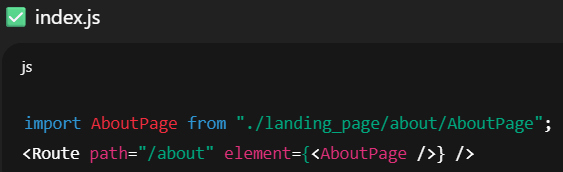 ✅ index.js
js
import AboutPage from "./landing_page/about/AboutPage";
<Route path="/about" element={<AboutPage />} />